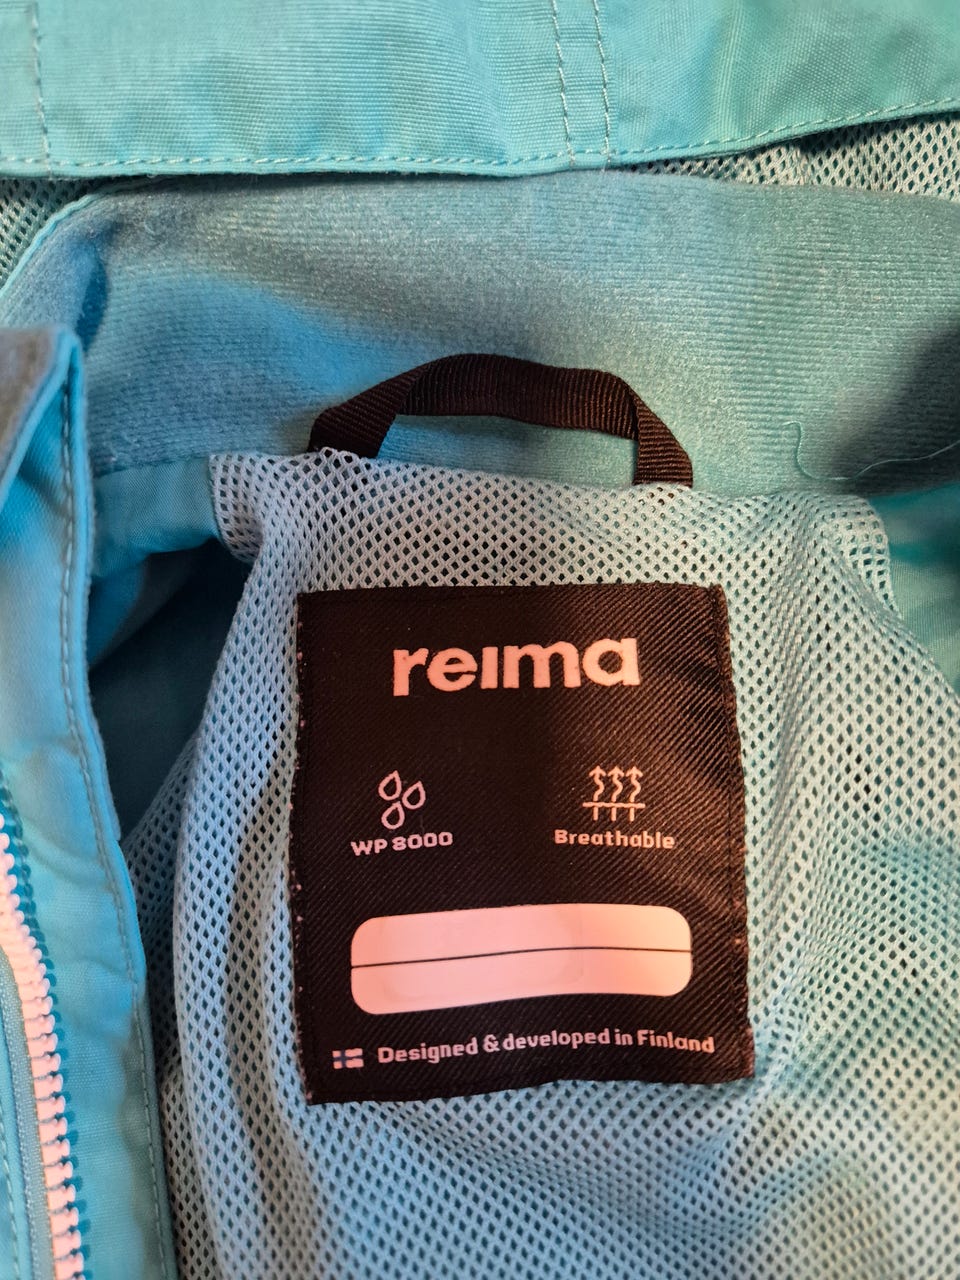 reima
WP 8000
Breathable
Designed & developed in Finland